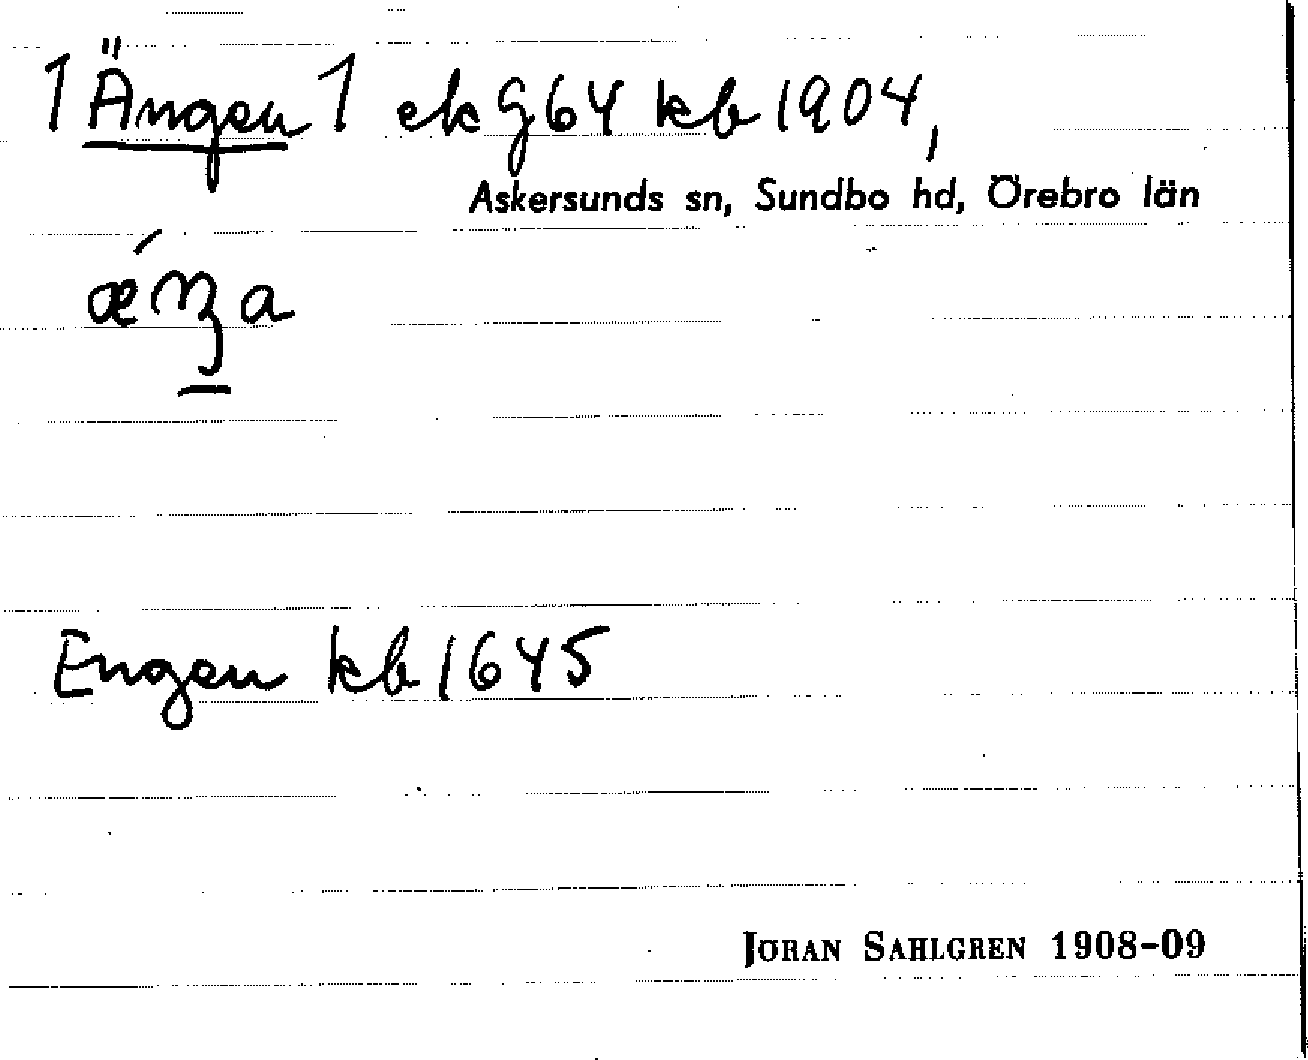 1 Ängen 1 ek G64 kb 1904,
Askersunds sn, Sundbo hd, Örebro län
ǽŋa
Engen kb 1645
JÖRAN SAHLGREN 1908-09